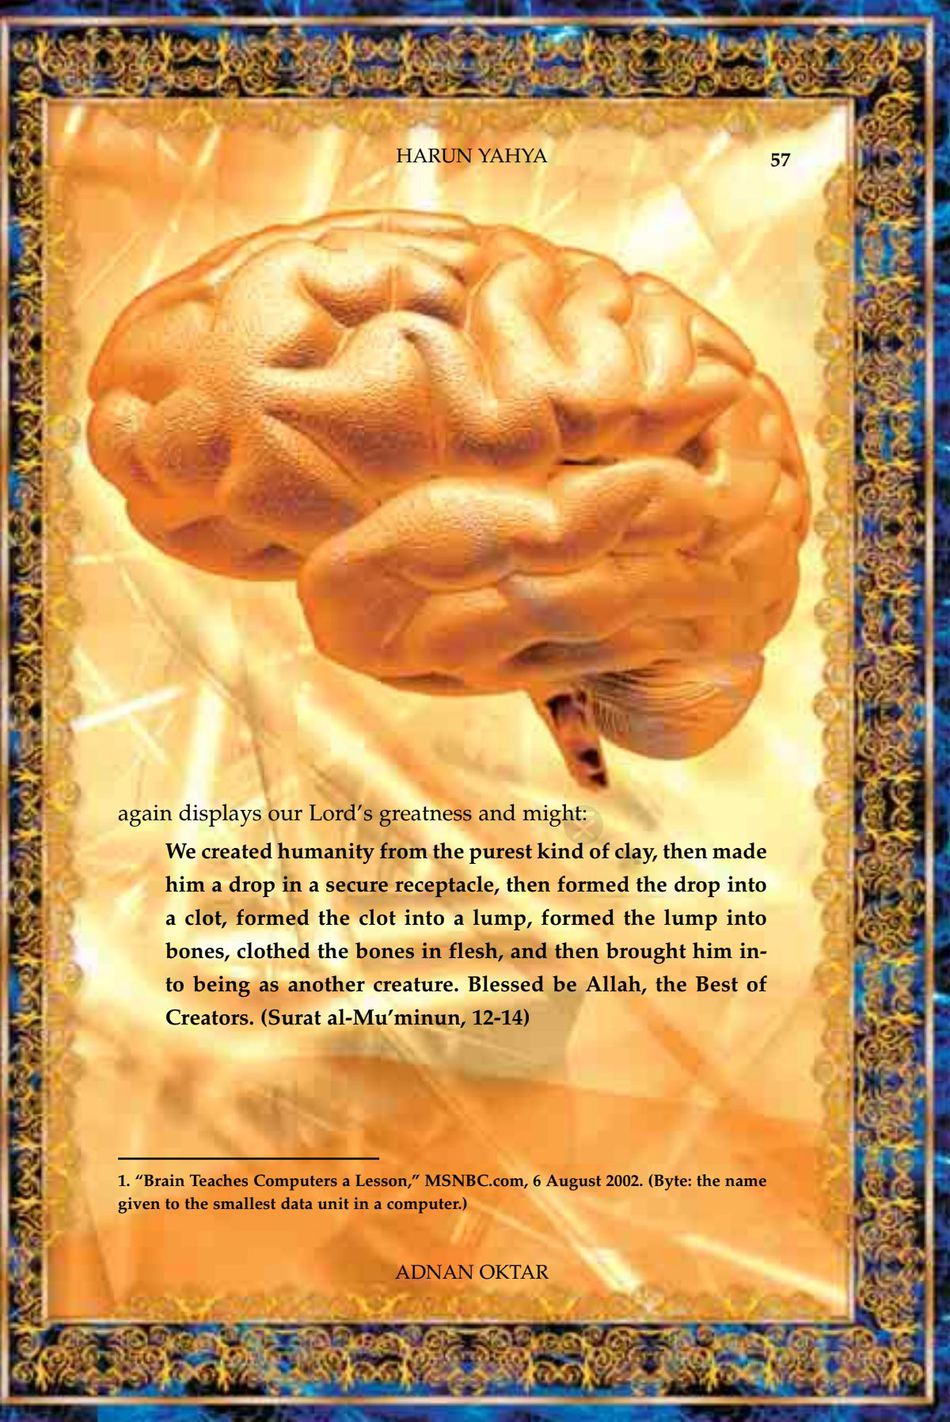 HARUN YAHYA
57
again displays our Lord's greatness and might:
We created humanity from the purest kind of clay, then made
him a drop in a secure receptacle, then formed the drop into
a clot, formed the clot into a lump, formed the lump into
bones, clothed the bones in flesh, and then brought him in-
to being as another creature. Blessed be Allah, the Best of
Creators. (Surat al-Mu'minun, 12-14)
1. “Brain Teaches Computers a Lesson,” MSNBC.com, 6 August 2002. (Byte: the name
given to the smallest data unit in a computer.)
ADNAN OKTAR